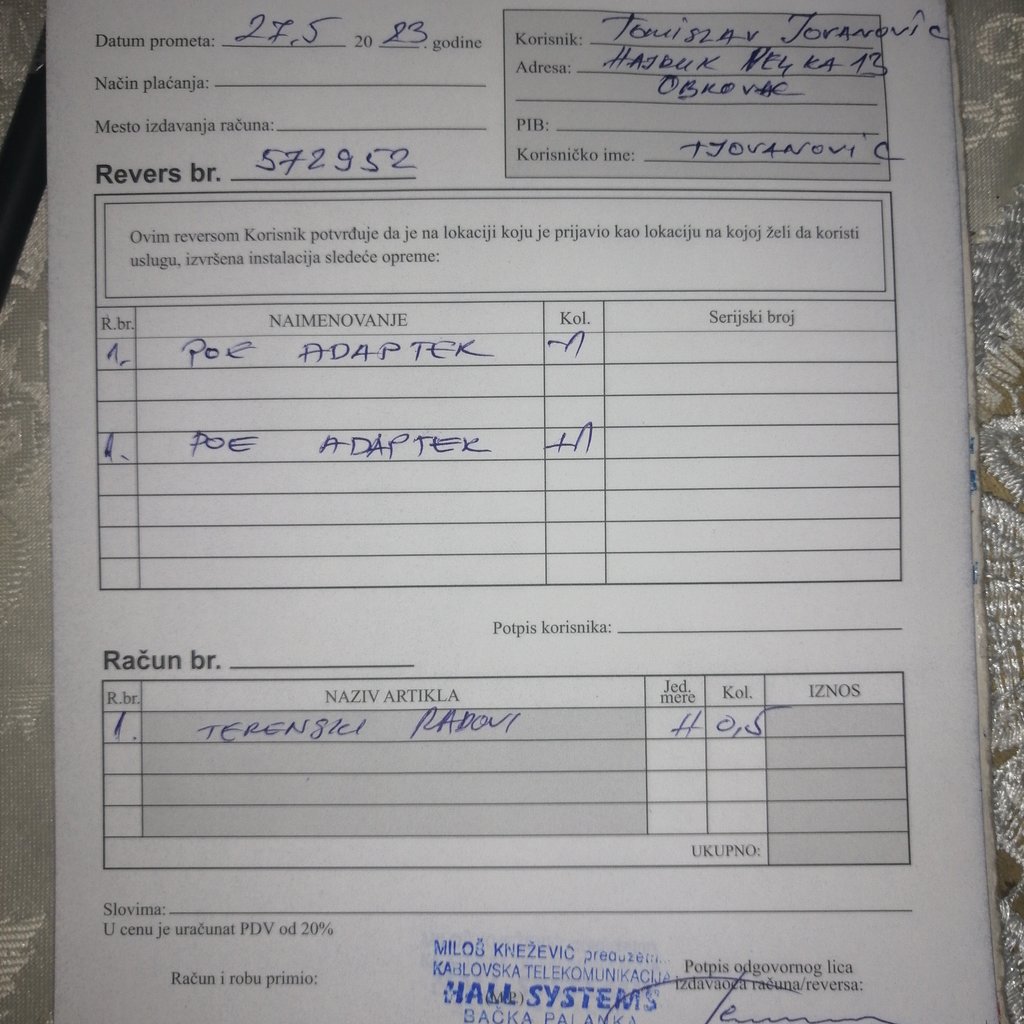 Datum prometa: 27.5 20 23. godine
Način plaćanja:
Mesto izdavanja računa:
Revers br. 572952
Korisnik: TOMISLAV JOVANOVIĆ
Adresa: HAJDUK VELJKA 13
OBROVAC
PIB:
Korisničko ime: TJOVANOVIĆ
Ovim reversom Korisnik potvrđuje da je na lokaciji koju je prijavio kao lokaciju na kojoj želi da koristi
uslugu, izvršena instalacija sledeće opreme:
R.br. NAIMENOVANJE Kol. Serijski broj
1. POE ADAPTER -1
1. POE ADAPTER +1
Potpis korisnika:
Račun br.
R.br. NAZIV ARTIKLA Jed. mere Kol. IZNOS
1. TERENSKI RADOVI H 0,5
UKUPNO:
Slovima:
U cenu je uračunat PDV od 20%
Račun i robu primio:
MILOŠ KNEŽEVIĆ preduzetn...
KABLOVSKA TELEKOMUNIKACIJA
HALL SYSTEMS
BAČKA PALANKA
Potpis odgovornog lica
izdavaoca računa/reversa: